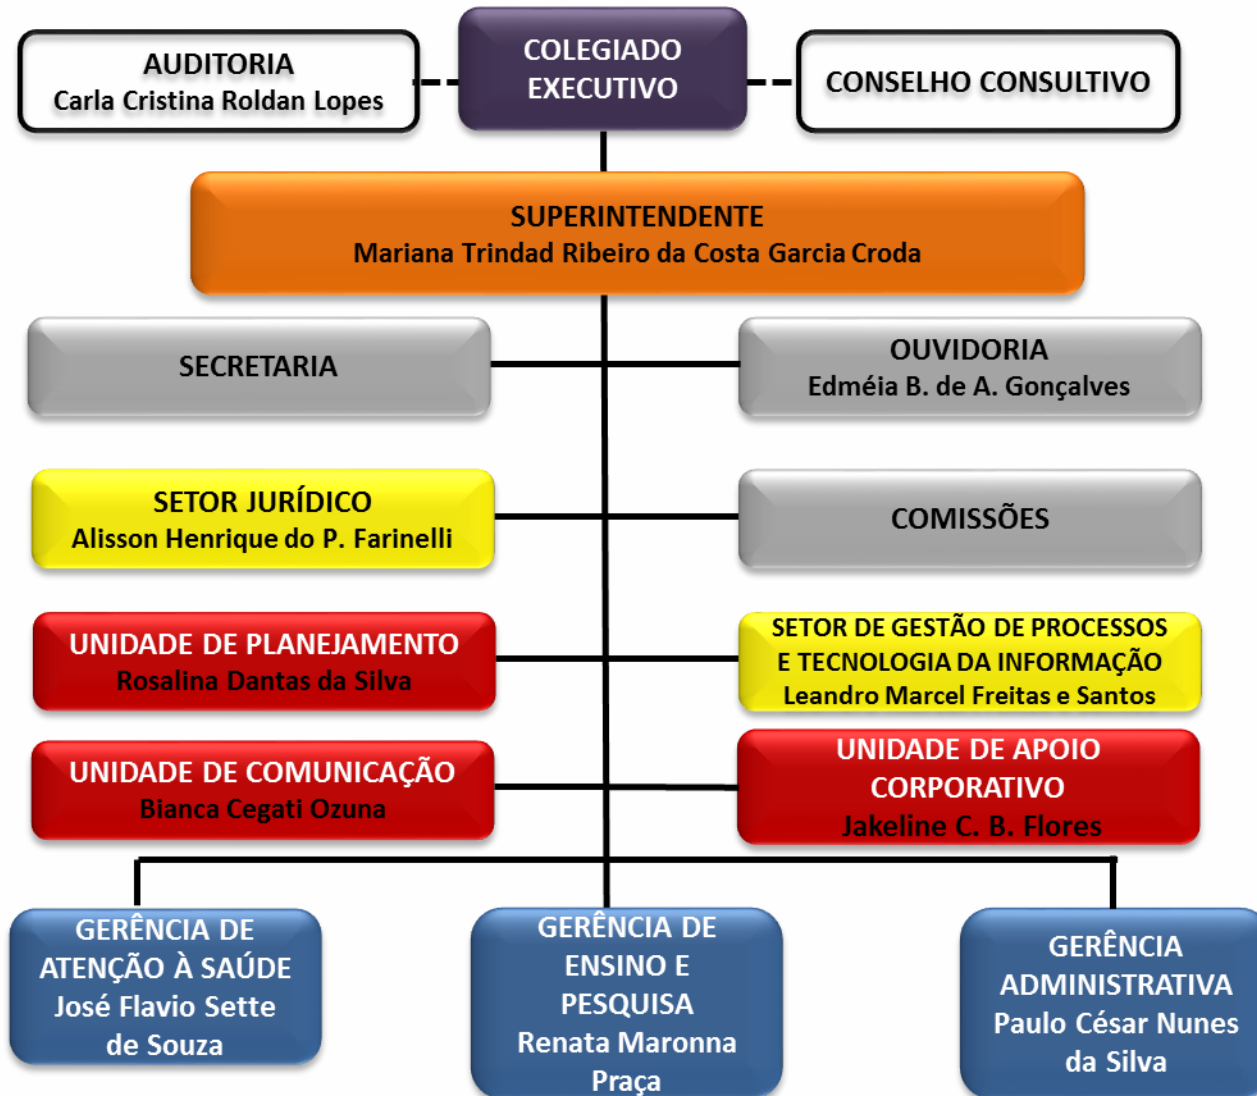 AUDITORIA
Carla Cristina Roldan Lopes
COLEGIADO
EXECUTIVO
CONSELHO CONSULTIVO
SUPERINTENDENTE
Mariana Trindad Ribeiro da Costa Garcia Croda
SECRETARIA
OUVIDORIA
Edméia B. de A. Gonçalves
SETOR JURÍDICO
Alisson Henrique do P. Farinelli
COMISSÕES
UNIDADE DE PLANEJAMENTO
Rosalina Dantas da Silva
SETOR DE GESTÃO DE PROCESSOS
E TECNOLOGIA DA INFORMAÇÃO
Leandro Marcel Freitas e Santos
UNIDADE DE COMUNICAÇÃO
Bianca Cegati Ozuna
UNIDADE DE APOIO
CORPORATIVO
Jakeline C. B. Flores
GERÊNCIA DE
ATENÇÃO À SAÚDE
José Flavio Sette
de Souza
GERÊNCIA DE
ENSINO E
PESQUISA
Renata Maronna
Praça
GERÊNCIA
ADMINISTRATIVA
Paulo César Nunes
da Silva